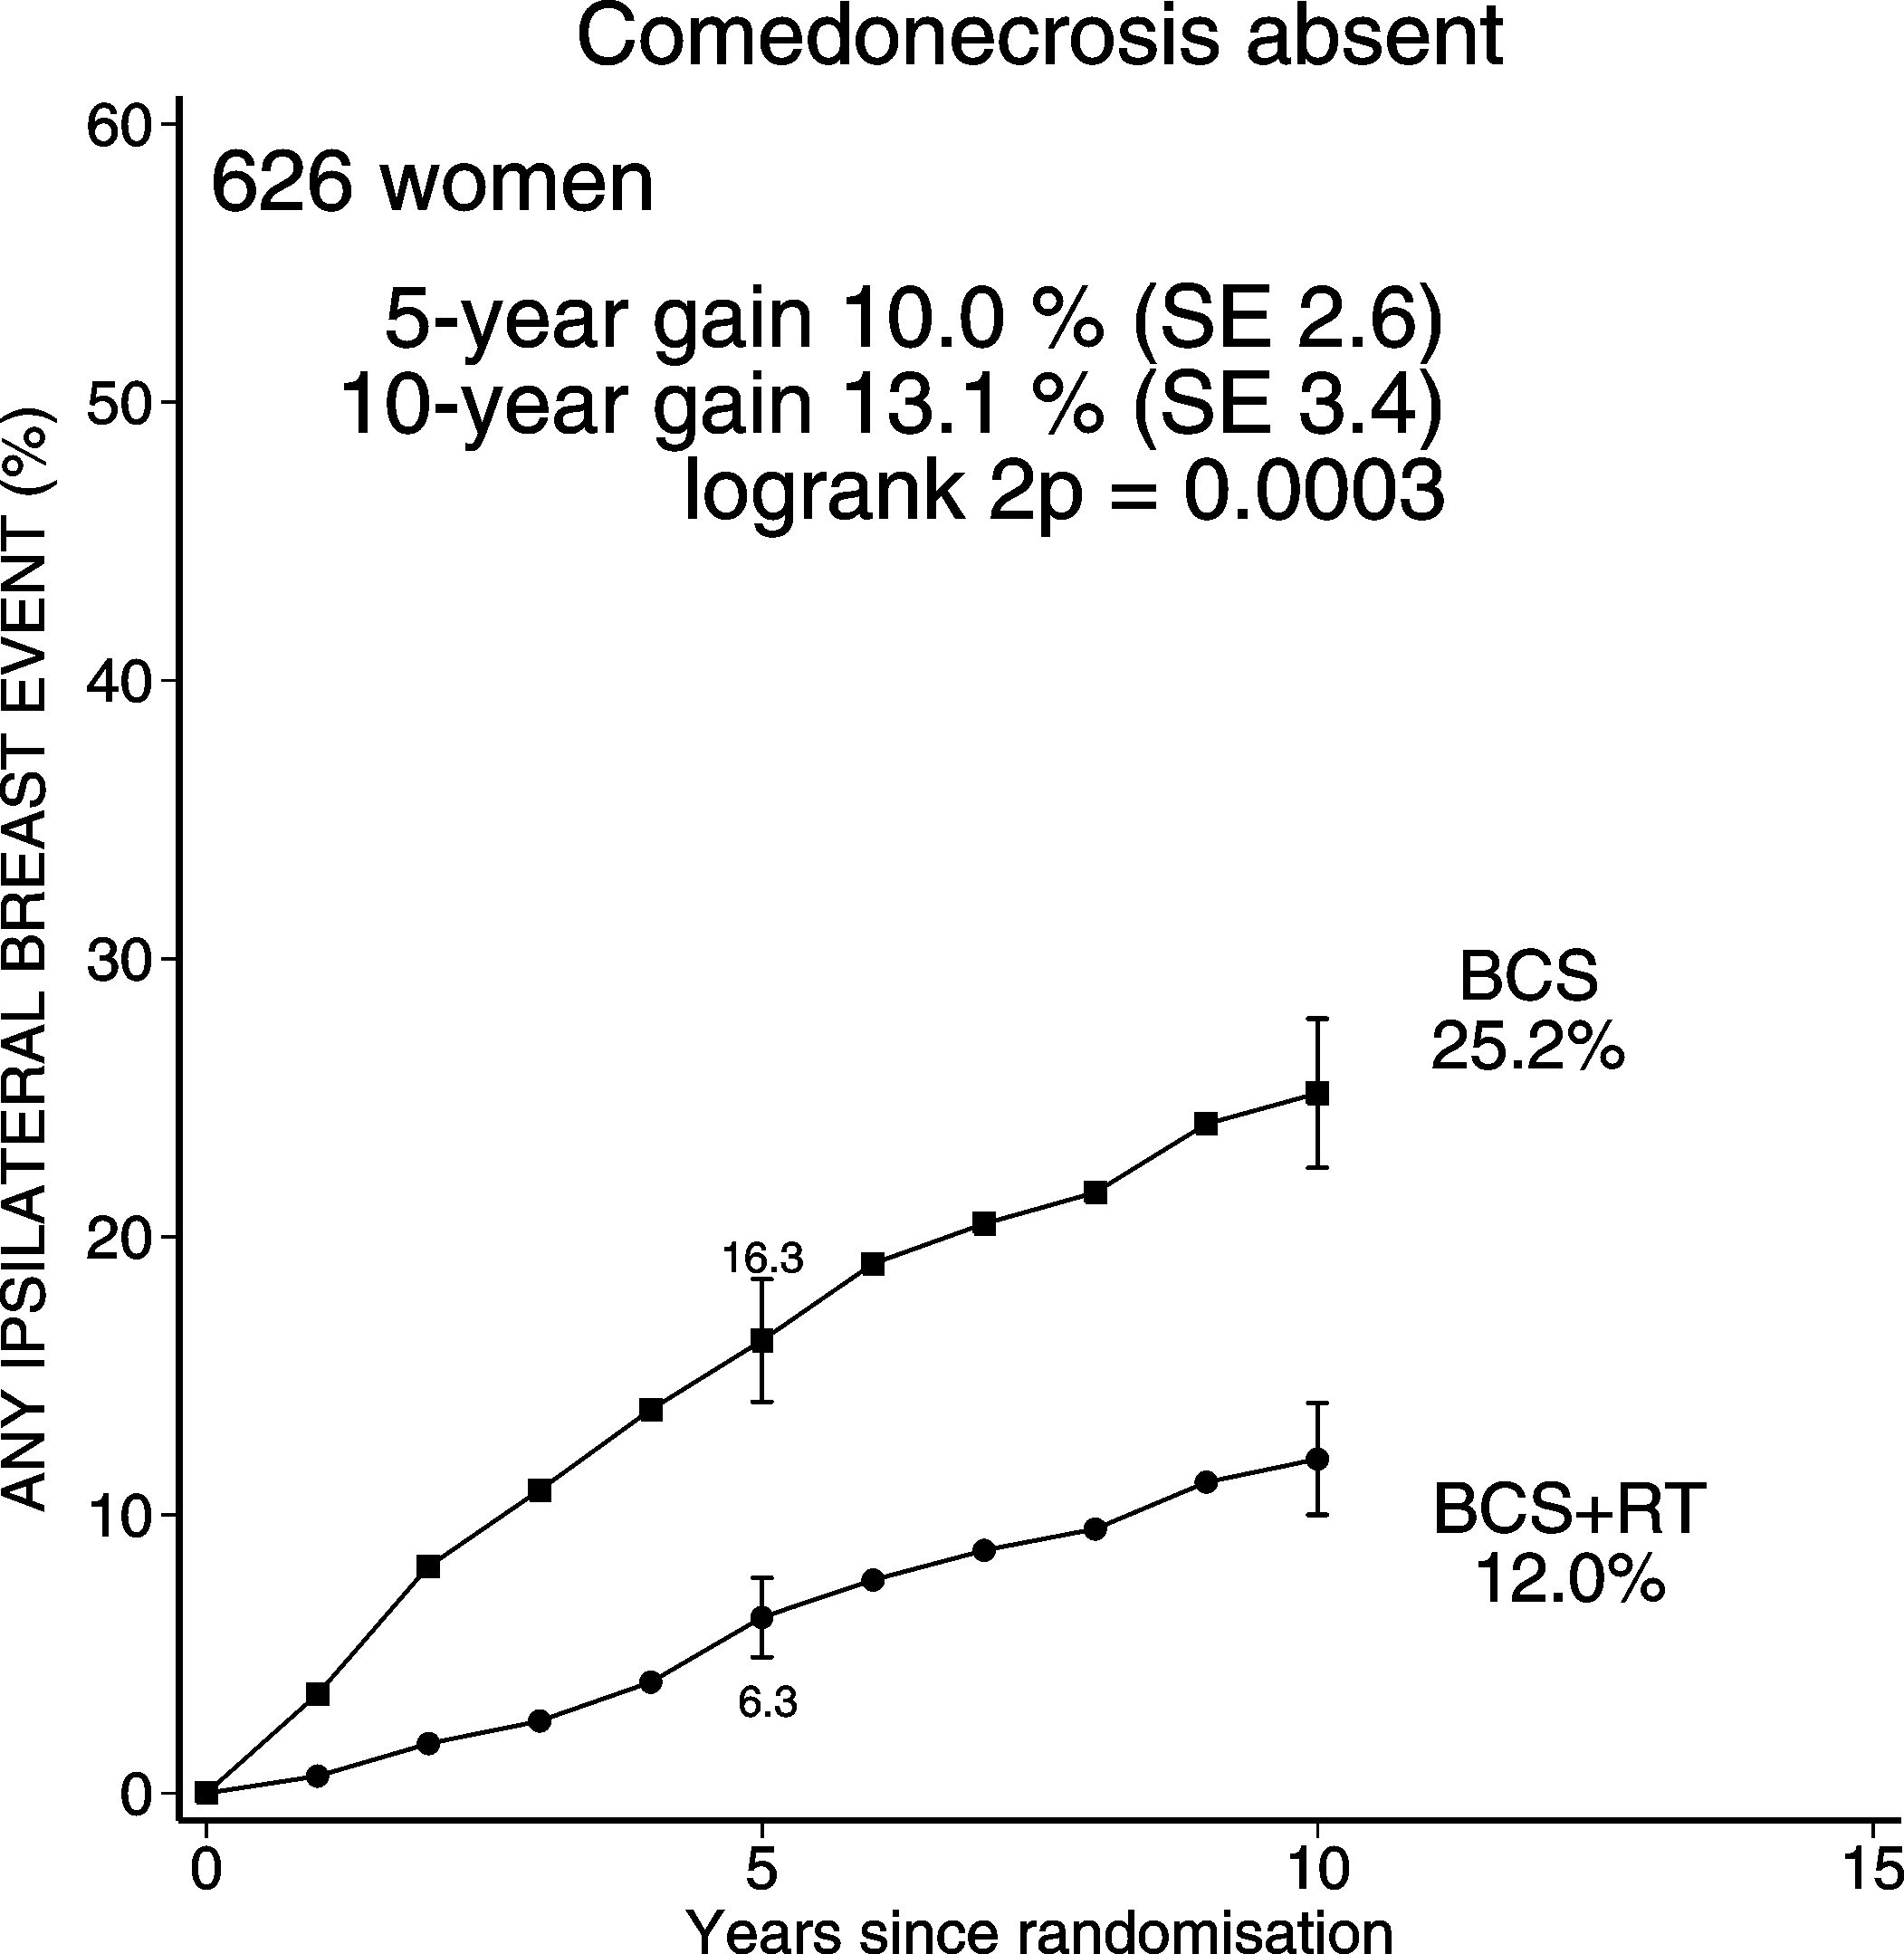 Comedonecrosis absent
626 women
5-year gain 10.0 % (SE 2.6)
10-year gain 13.1 % (SE 3.4)
logrank 2p = 0.0003
ANY IPSILATERAL BREAST EVENT (%)
60
50
40
30
20
10
0
BCS
25.2%
16.3
BCS+RT
12.0%
6.3
0 5 10 15
Years since randomisation